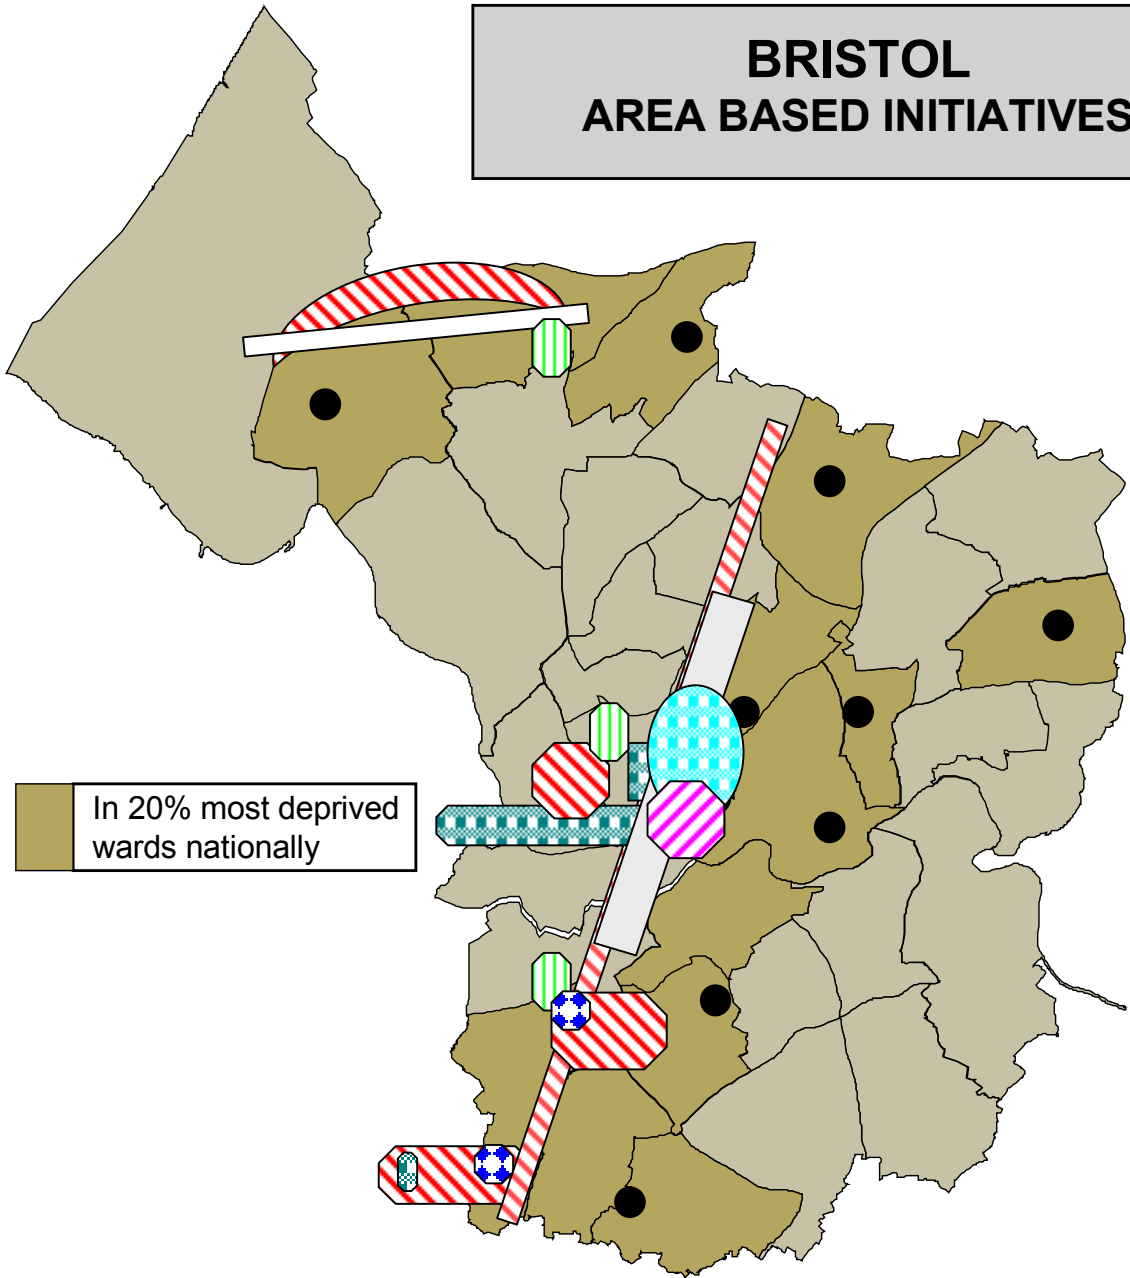 BRISTOL
AREA BASED INITIATIVES
In 20% most deprived
wards nationally